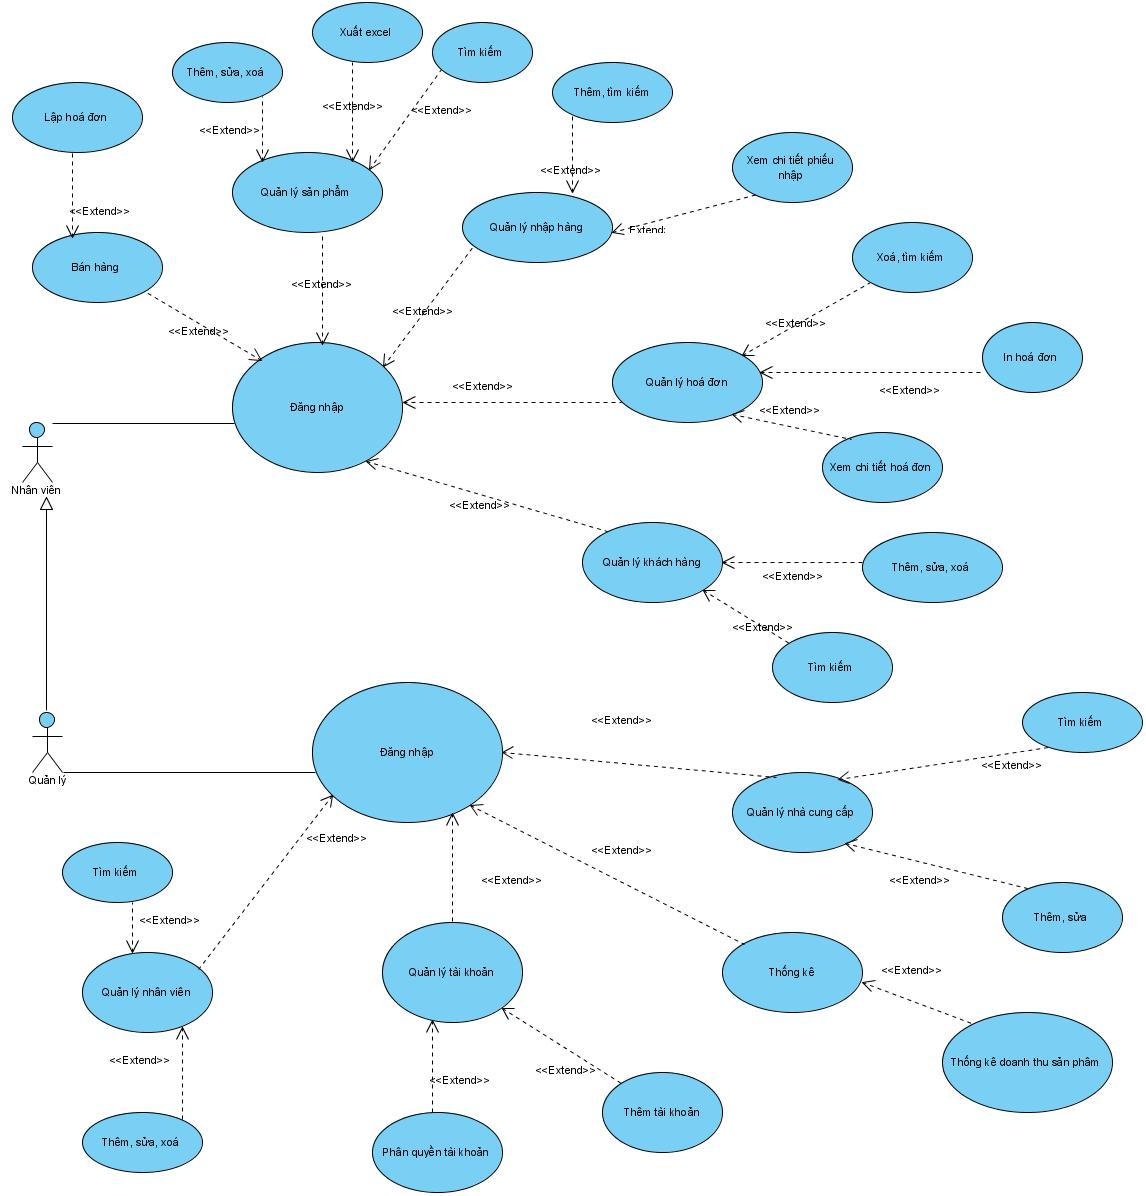 Xuất excel
Tìm kiếm
Thêm, sửa, xoá
Thêm, tìm kiếm
Lập hoá đơn
<<Extend>>
<<Extend>>
<<Extend>>
Xem chi tiết phiếu
nhập
<<Extend>>
Quản lý sản phẩm
<<Extend>>
Quản lý nhập hàng
Extend:
Xoá, tìm kiếm
Bán hàng
<<Extend>>
<<Extend>>
<<Extend>>
<<Extend>>
<<Extend>>
In hoá đơn
Quản lý hoá đơn
<<Extend>>
<<Extend>>
Đăng nhập
<<Extend>>
Xem chi tiết hoá đơn
Nhân viên
<<Extend>>
Quản lý khách hàng
Thêm, sửa, xoá
<<Extend>>
<<Extend>>
Tìm kiếm
<<Extend>>
Tìm kiếm
Đăng nhập
<<Extend>>
Quản lý
Quản lý nhà cung cấp
<<Extend>>
<<Extend>>
Tìm kiếm
<<Extend>>
<<Extend>>
<<Extend>>
Thêm, sửa
Quản lý tài khoản
Thống kê
<<Extend>>
Quản lý nhân viên
<<Extend>>
Thống kê doanh thu sản phâm
<<Extend>>
<<Extend>>
Thêm tài khoản
Thêm, sửa, xoá
Phân quyền tài khoản